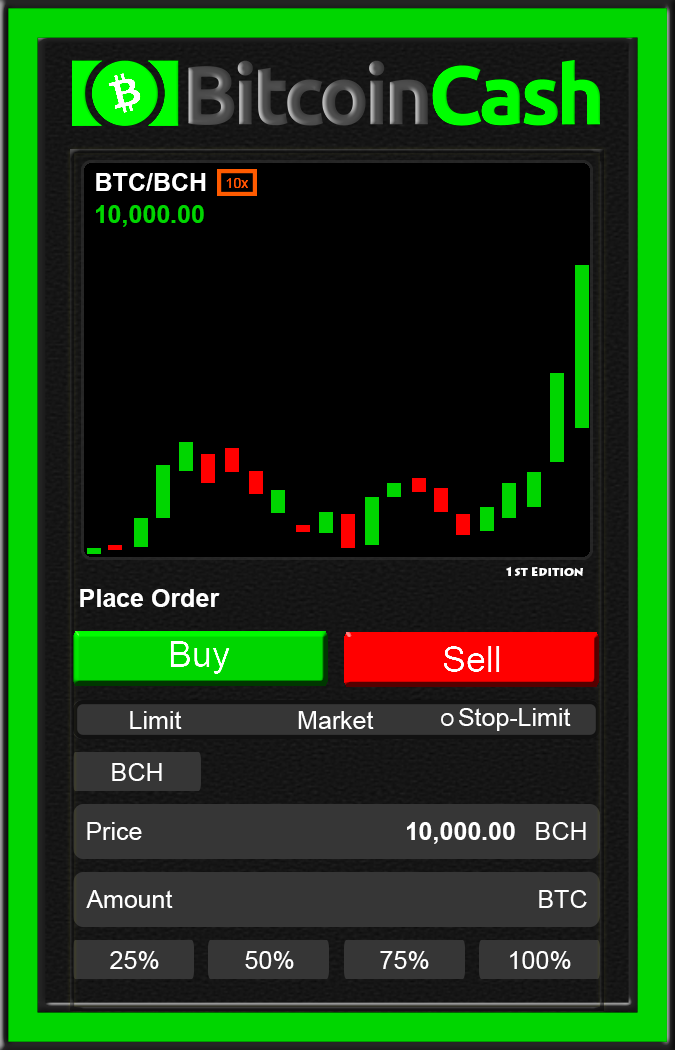 BitcoinCash
BTC/BCH 10x
10,000.00
1st Edition
Place Order
Buy Sell
Limit Market Stop-Limit
BCH
Price 10,000.00 BCH
Amount BTC
25% 50% 75% 100%